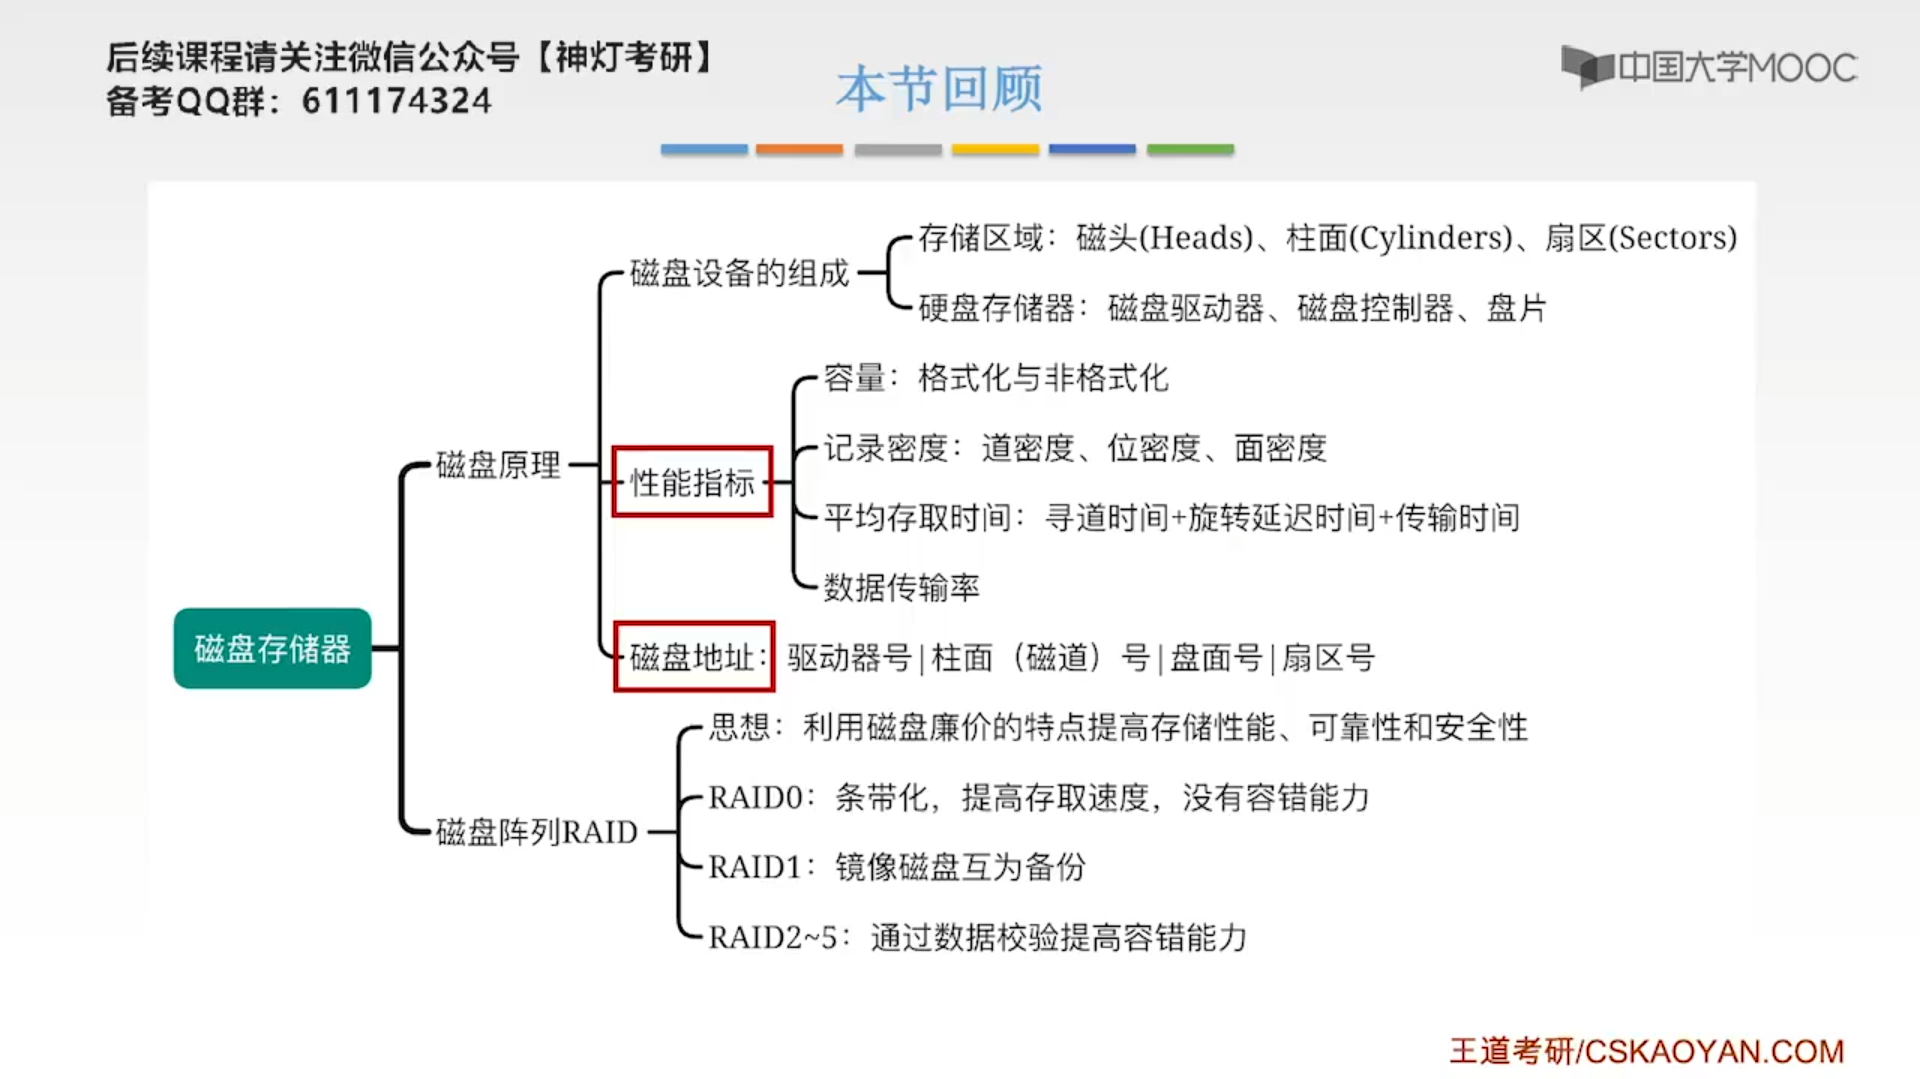 后续课程请关注微信公众号【神灯考研】
备考QQ群：611174324
本节回顾
中国大学MOOC
磁盘存储器
磁盘原理
磁盘设备的组成
存储区域：磁头(Heads)、柱面(Cylinders)、扇区(Sectors)
硬盘存储器：磁盘驱动器、磁盘控制器、盘片
性能指标
容量：格式化与非格式化
记录密度：道密度、位密度、面密度
平均存取时间：寻道时间+旋转延迟时间+传输时间
数据传输率
磁盘地址：驱动器号|柱面（磁道）号|盘面号|扇区号
磁盘阵列RAID
思想：利用磁盘廉价的特点提高存储性能、可靠性和安全性
RAID0：条带化，提高存取速度，没有容错能力
RAID1：镜像磁盘互为备份
RAID2~5：通过数据校验提高容错能力
王道考研/CSKAOYAN.COM